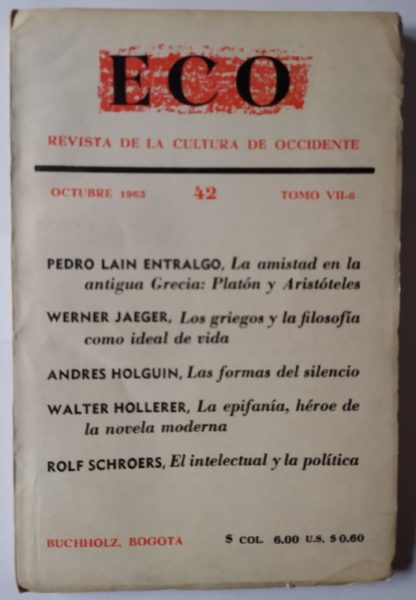 ECO
REVISTA DE LA CULTURA DE OCCIDENTE
OCTUBRE 1963 42 TOMO VII-6
PEDRO LAIN ENTRALGO, La amistad en la
antigua Grecia: Platón y Aristóteles
WERNER JAEGER, Los griegos y la filosofía
como ideal de vida
ANDRES HOLGUIN, Las formas del silencio
WALTER HOLLERER, La epifanía, héroe de
la novela moderna
ROLF SCHROERS, El intelectual y la política
BUCHHOLZ, BOGOTA $ COL. 6.00 U.S. $ 0.60